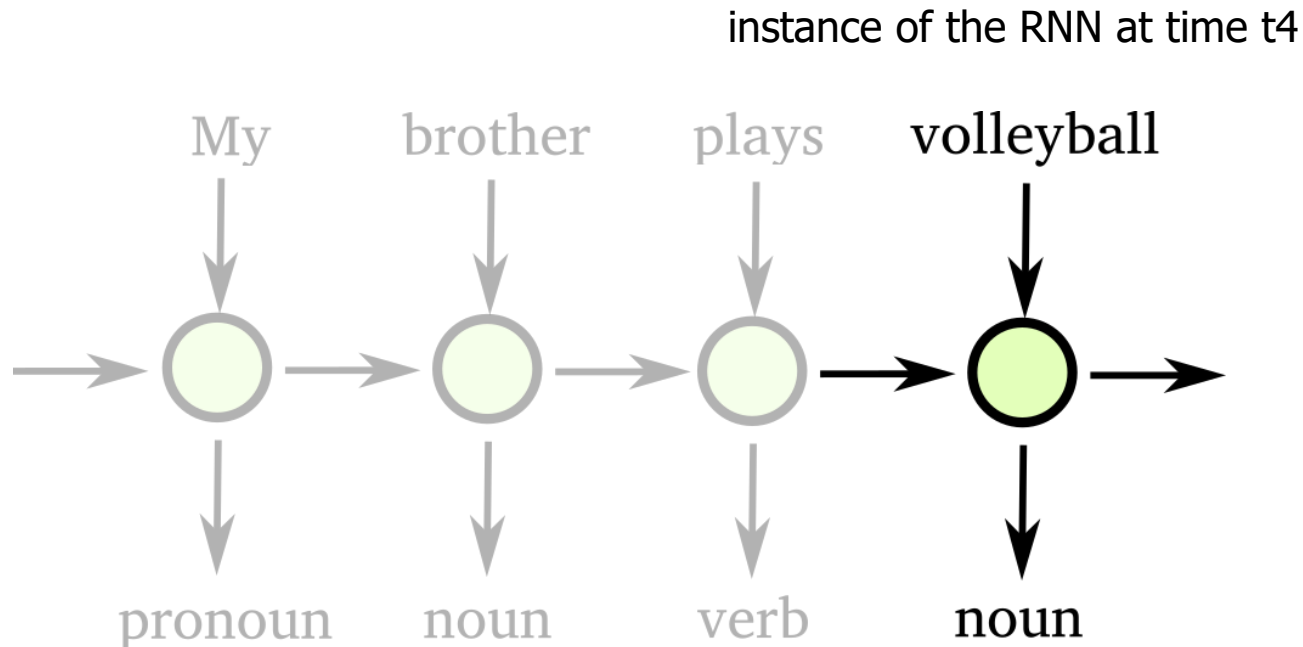 instance of the RNN at time t4
My brother plays volleyball
pronoun noun verb noun